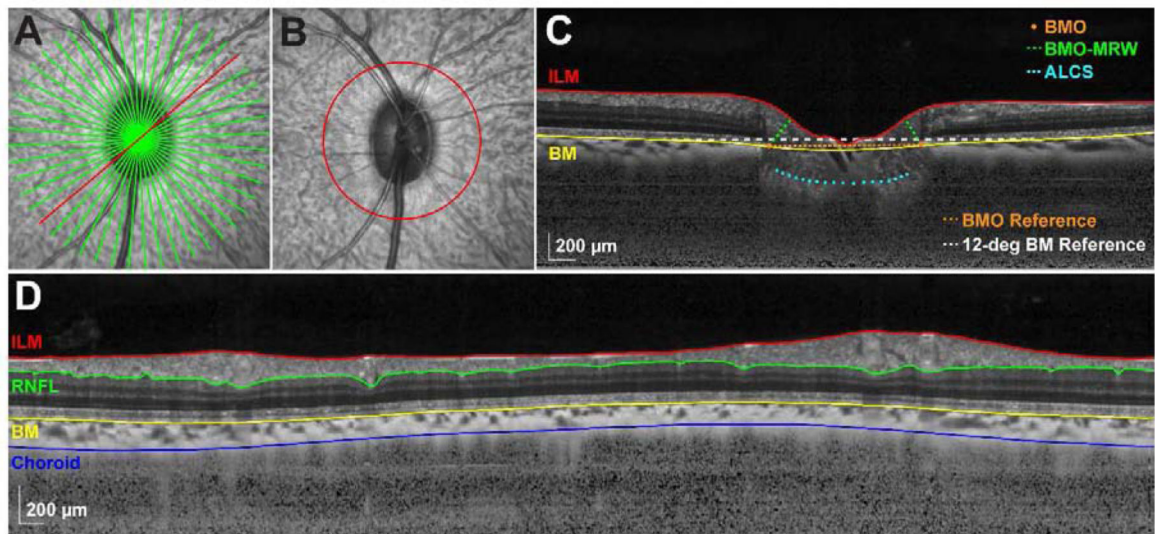 A
B
C
BMO
BMO-MRW
ALCS
ILM
BM
BMO Reference
12-deg BM Reference
200 µm
D
ILM
RNFL
BM
Choroid
200 µm